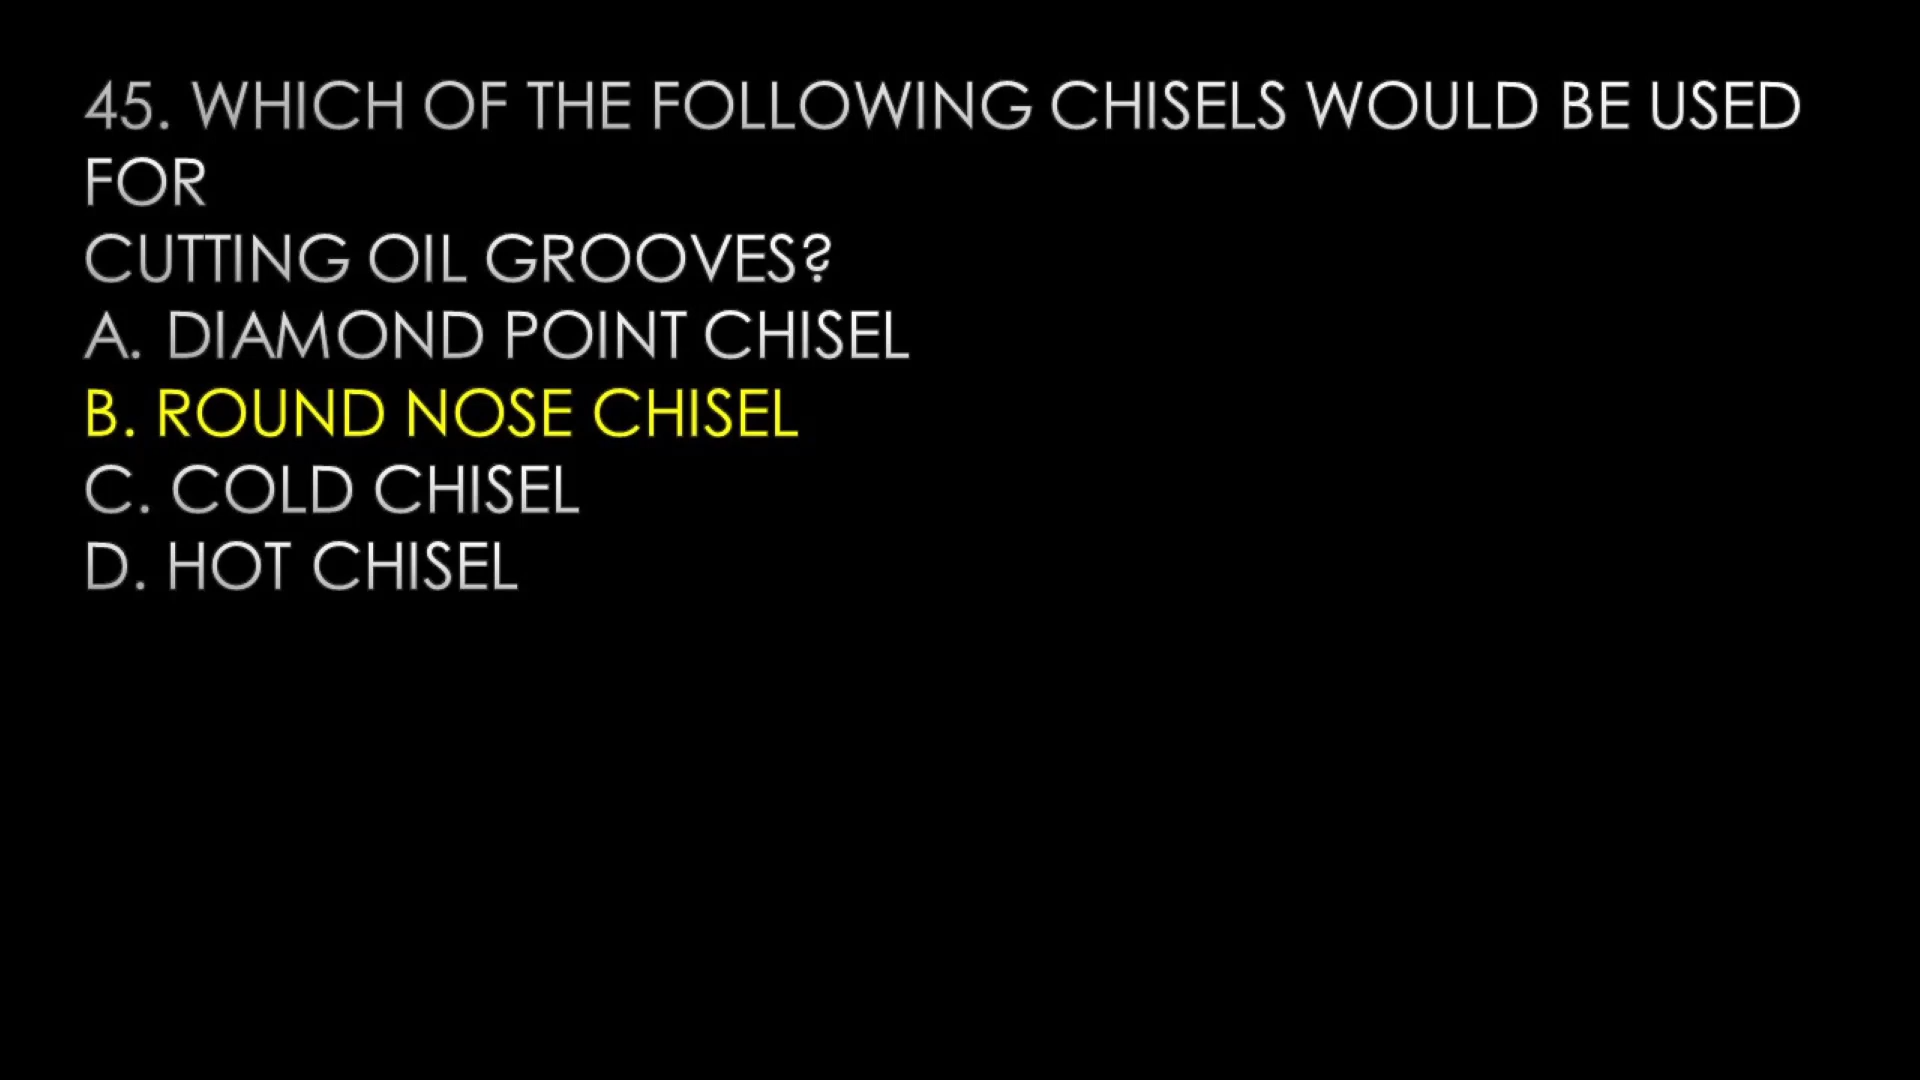 45. WHICH OF THE FOLLOWING CHISELS WOULD BE USED
FOR
CUTTING OIL GROOVES?
A. DIAMOND POINT CHISEL
B. ROUND NOSE CHISEL
C. COLD CHISEL
D. HOT CHISEL